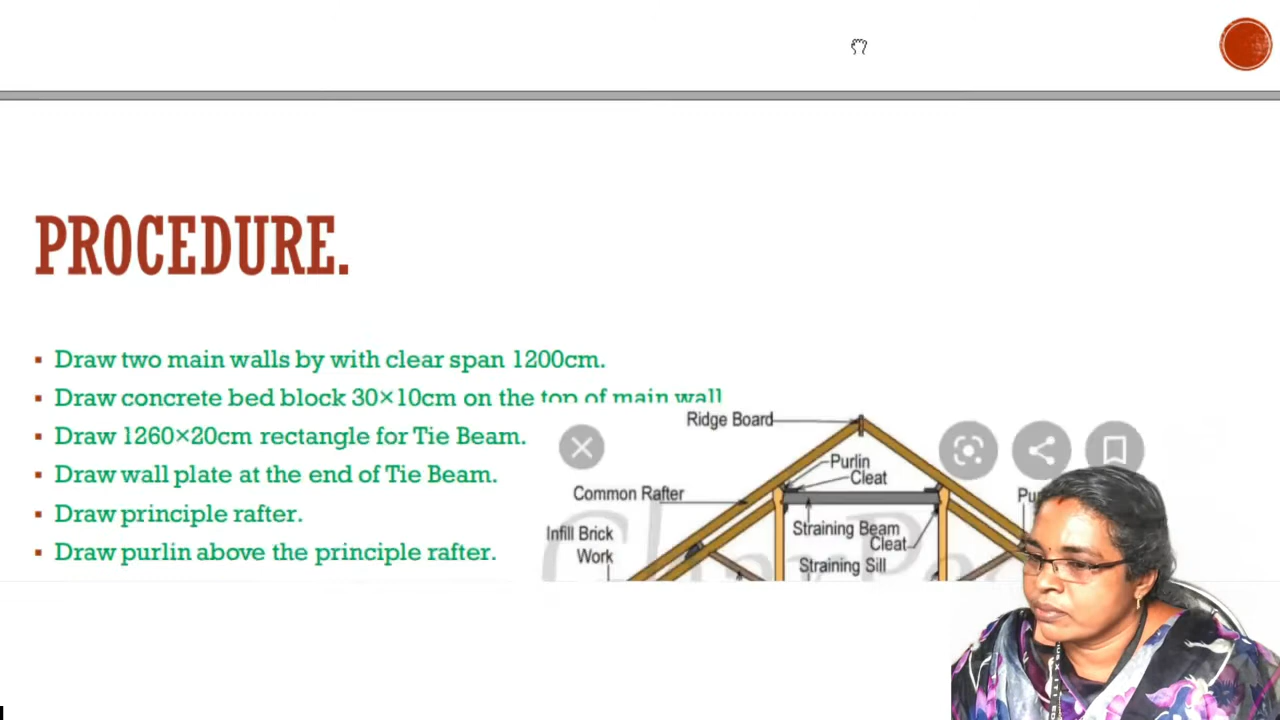 PROCEDURE.
Draw two main walls by with clear span 1200cm.
Draw concrete bed block 30×10cm on the top of main wall
Draw 1260×20cm rectangle for Tie Beam.
Draw wall plate at the end of Tie Beam.
Draw principle rafter.
Draw purlin above the principle rafter.
Ridge Board
Purlin
Cleat
Common Rafter
Straining Beam
Cleat
Infill Brick
Work
Straining Sill